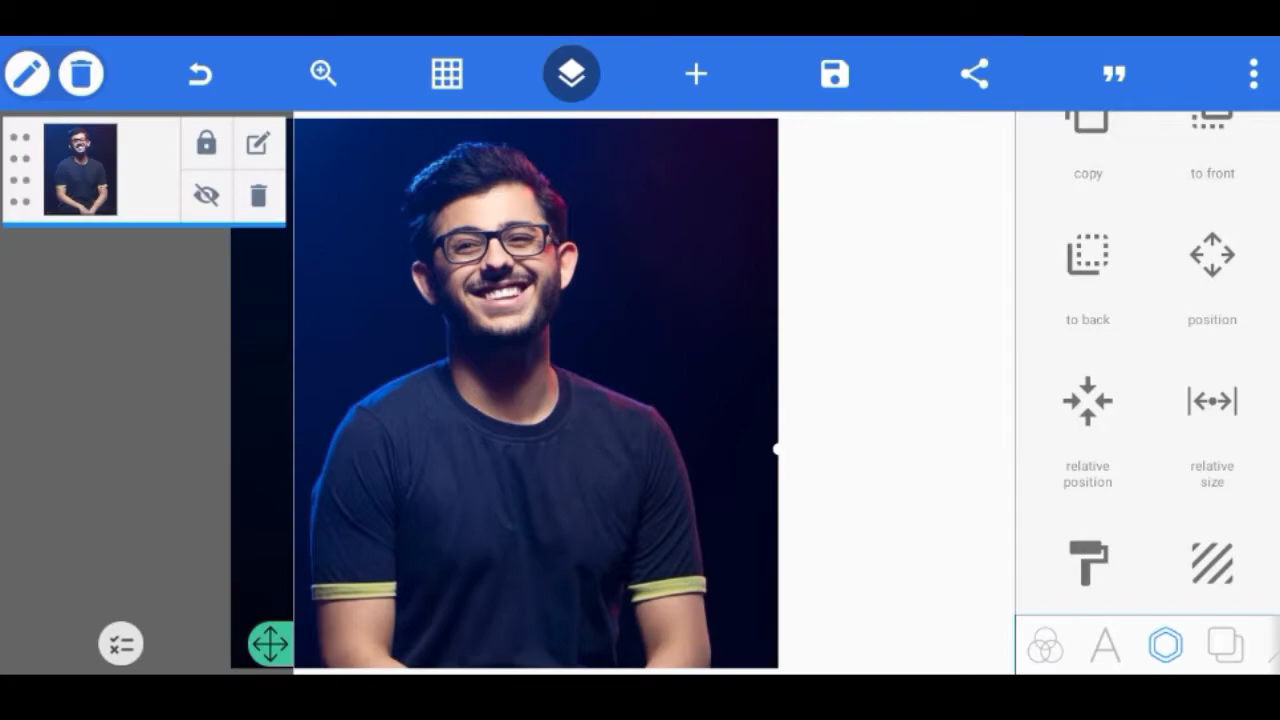 copy
to front
to back
position
relative
position
relative
size